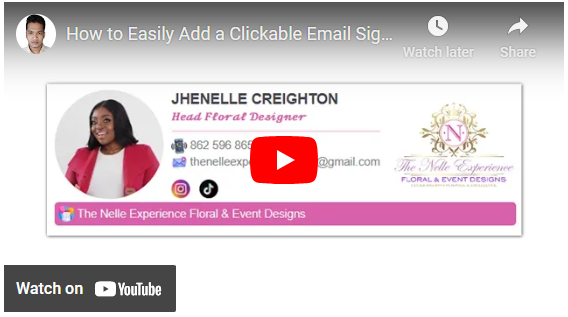 How to Easily Add a Clickable Email Sig...
Watch later
Share
JHENELLE CREIGHTON
Head Floral Designer
862 596 865
thenelleexpe
@gmail.com
N
The Nelle Experience
FLORAL & EVENT DESIGNS
The Nelle Experience Floral & Event Designs
Watch on YouTube